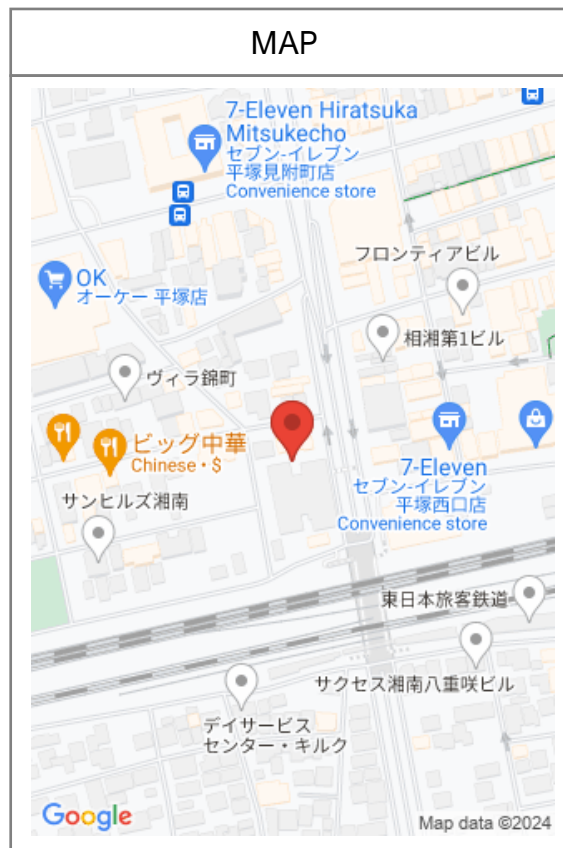 MAP
7-Eleven Hiratsuka
Mitsukecho
セブン-イレブン
平塚見附町店
Convenience store
フロンティアビル
OK
オーケー 平塚店
相湘第1ビル
ヴィラ錦町
ビッグ中華
Chinese・$
7-Eleven
セブン-イレブン
平塚西口店
Convenience store
サンヒルズ湘南
東日本旅客鉄道
サクセス湘南八重咲ビル
デイサービス
センター・キルク
Google
Map data ©2024